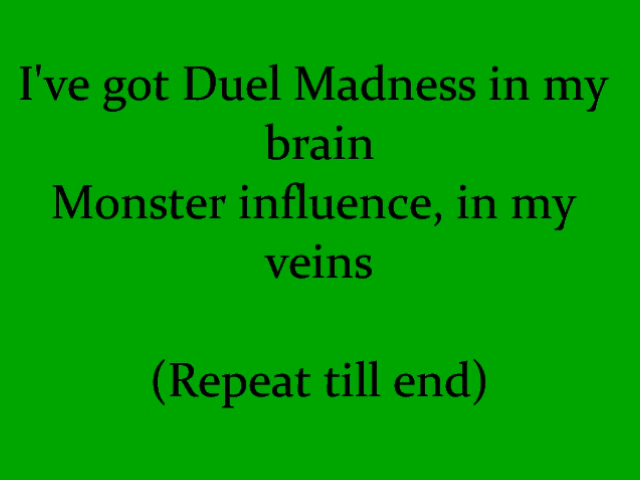 I've got Duel Madness in my
brain
Monster influence, in my
veins
(Repeat till end)